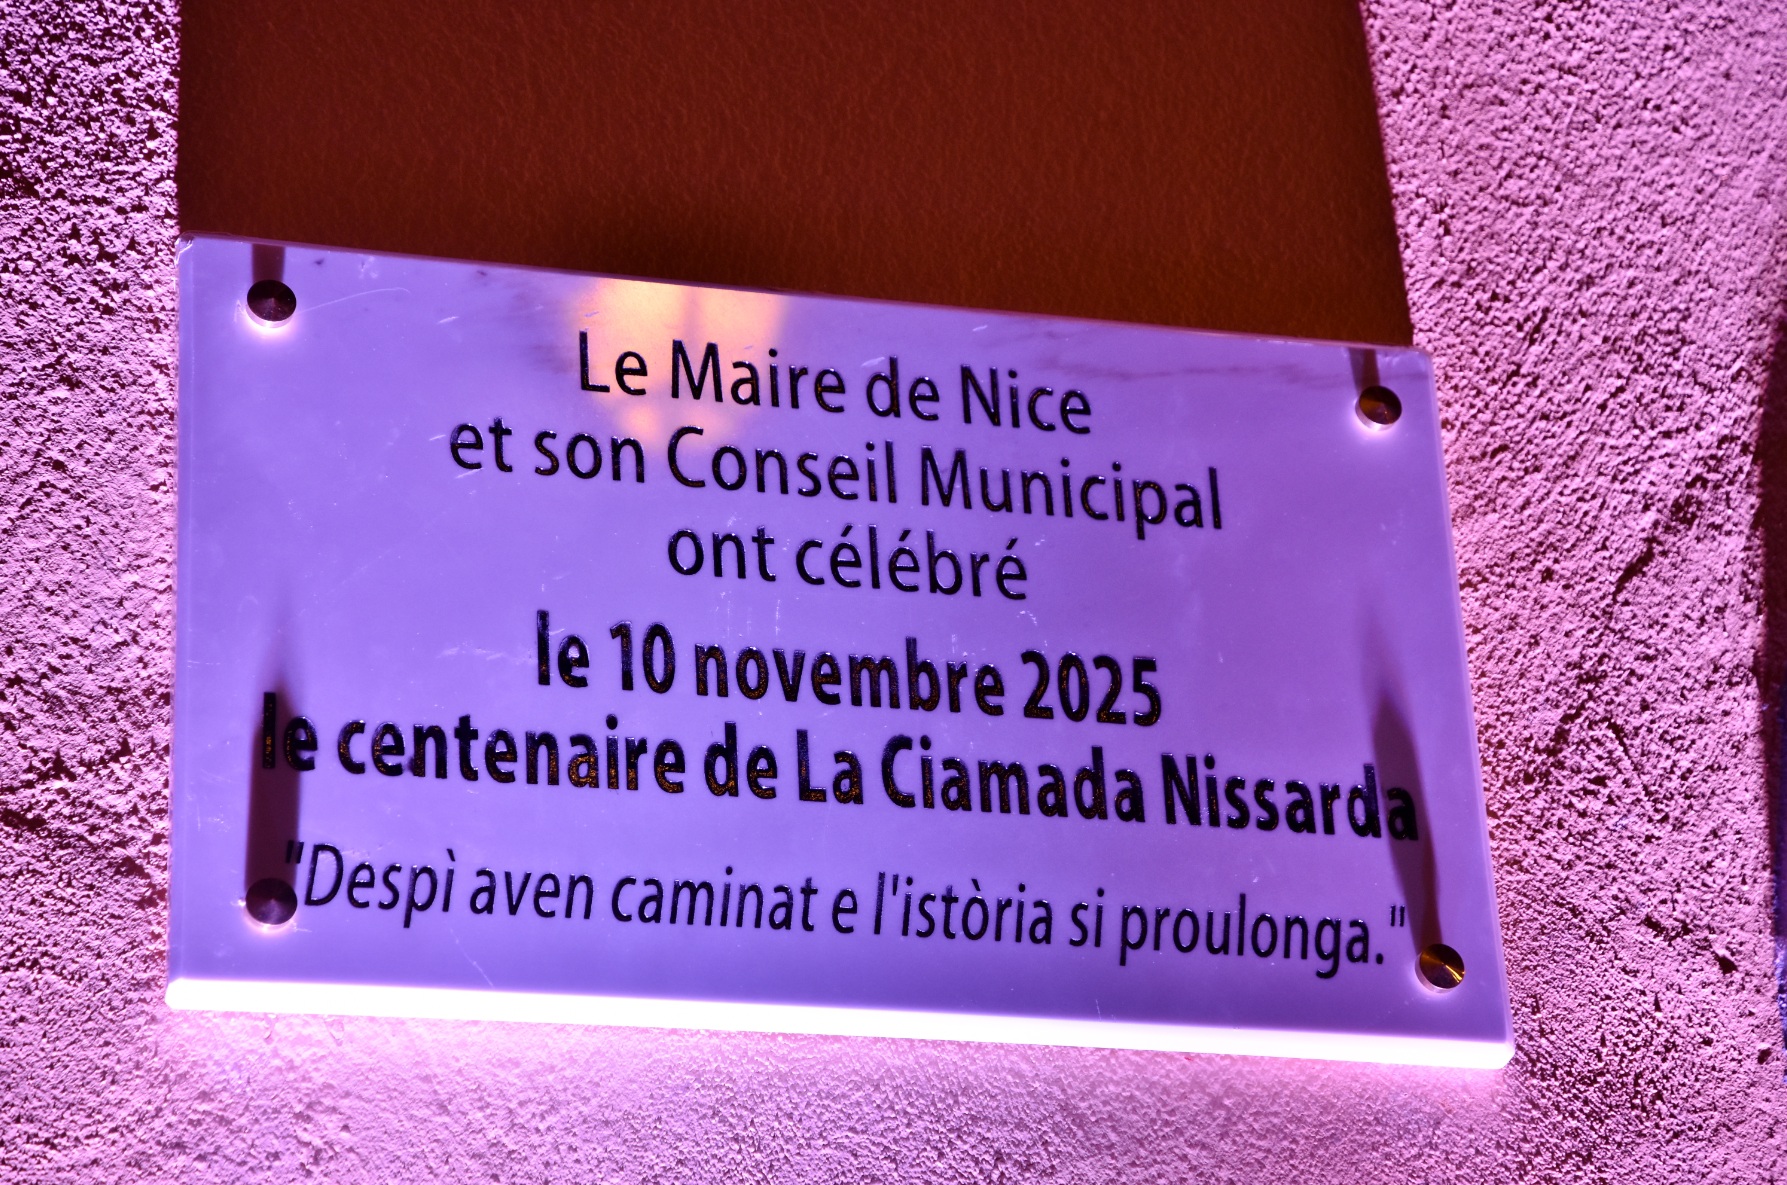 Le Maire de Nice
et son Conseil Municipal
ont célébré
le 10 novembre 2025
le centenaire de La Ciamada Nissarda
"Despì aven caminat e l'istòria si proulonga."